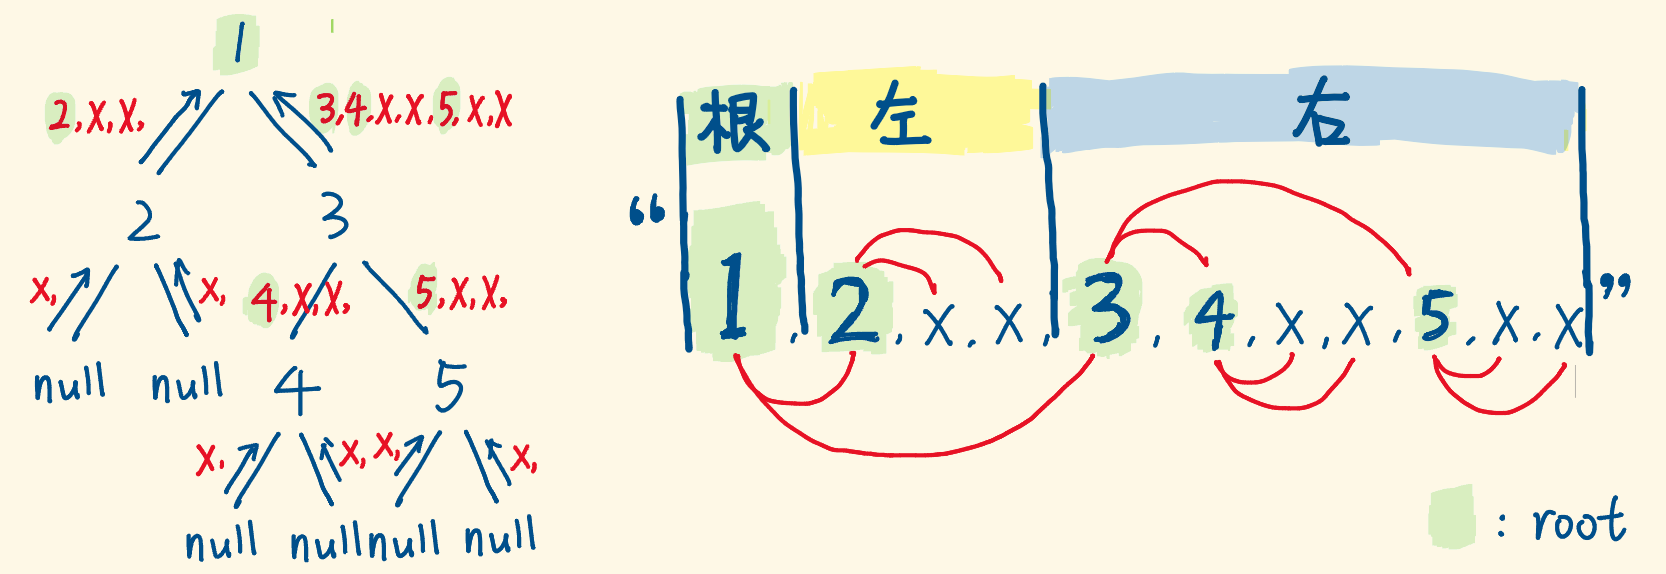 1
2,X,X,
3,4,X,X,5,X,X
2
3
X,
X,
4,X,X,
5,X,X,
null
null
4
5
X,
X,
X,
X,
null
null
null
null
根
左
右
“1,2,X,X,3,4,X,X,5,X,X”
: root